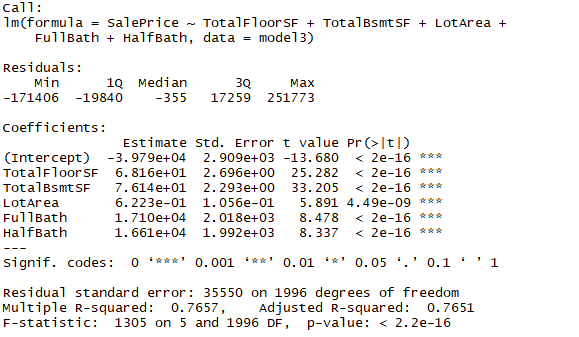 Call:
lm(formula = SalePrice ~ TotalFloorSF + TotalBsmtSF + LotArea +
    FullBath + HalfBath, data = model3)
Residuals:
    Min      1Q  Median      3Q     Max
-171406  -19840    -355   17259  251773
Coefficients:
               Estimate Std. Error t value Pr(>|t|)
(Intercept)  -3.979e+04  2.909e+03 -13.680  < 2e-16 ***
TotalFloorSF  6.816e+01  2.696e+00  25.282  < 2e-16 ***
TotalBsmtSF   7.614e+01  2.293e+00  33.205  < 2e-16 ***
LotArea       6.223e-01  1.056e-01   5.891 4.49e-09 ***
FullBath      1.710e+04  2.018e+03   8.478  < 2e-16 ***
HalfBath      1.661e+04  1.992e+03   8.337  < 2e-16 ***
---
Signif. codes:  0 ‘***’ 0.001 ‘**’ 0.01 ‘*’ 0.05 ‘.’ 0.1 ‘ ’ 1
Residual standard error: 35550 on 1996 degrees of freedom
Multiple R-squared:  0.7657,    Adjusted R-squared:  0.7651
F-statistic:  1305 on 5 and 1996 DF,  p-value: < 2.2e-16